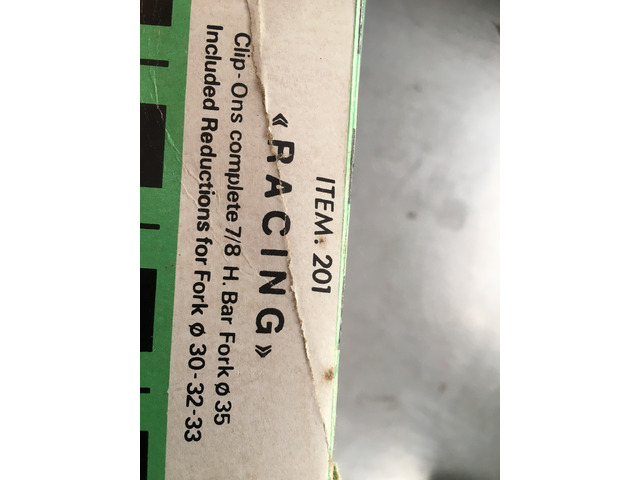 ITEM. 201
« RACING »
Clip-Ons complete 7/8 H. Bar Fork ø 35
Included Reductions for Fork ø 30-32-33